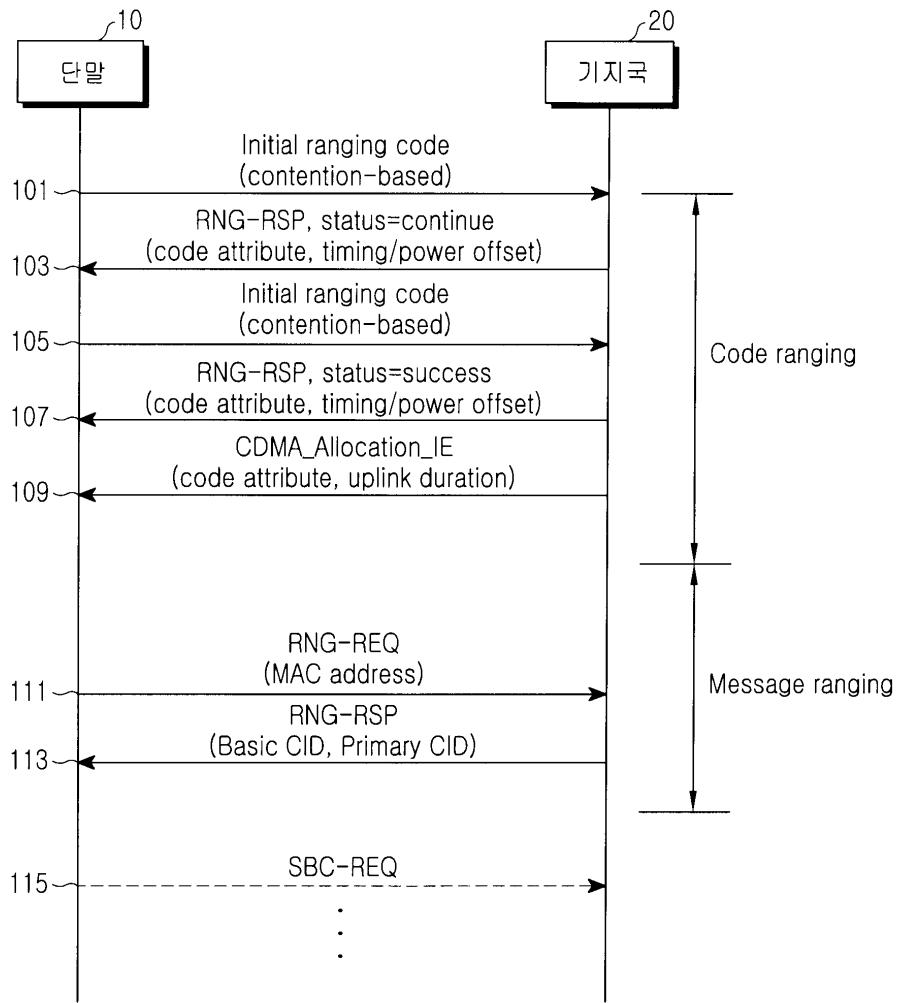 10
20
단말
기지국
Initial ranging code
(contention-based)
101
RNG-RSP, status=continue
(code attribute, timing/power offset)
103
Initial ranging code
(contention-based)
105
Code ranging
RNG-RSP, status=success
(code attribute, timing/power offset)
107
CDMA_Allocation_IE
(code attribute, uplink duration)
109
RNG-REQ
(MAC address)
111
Message ranging
RNG-RSP
(Basic CID, Primary CID)
113
SBC-REQ
115